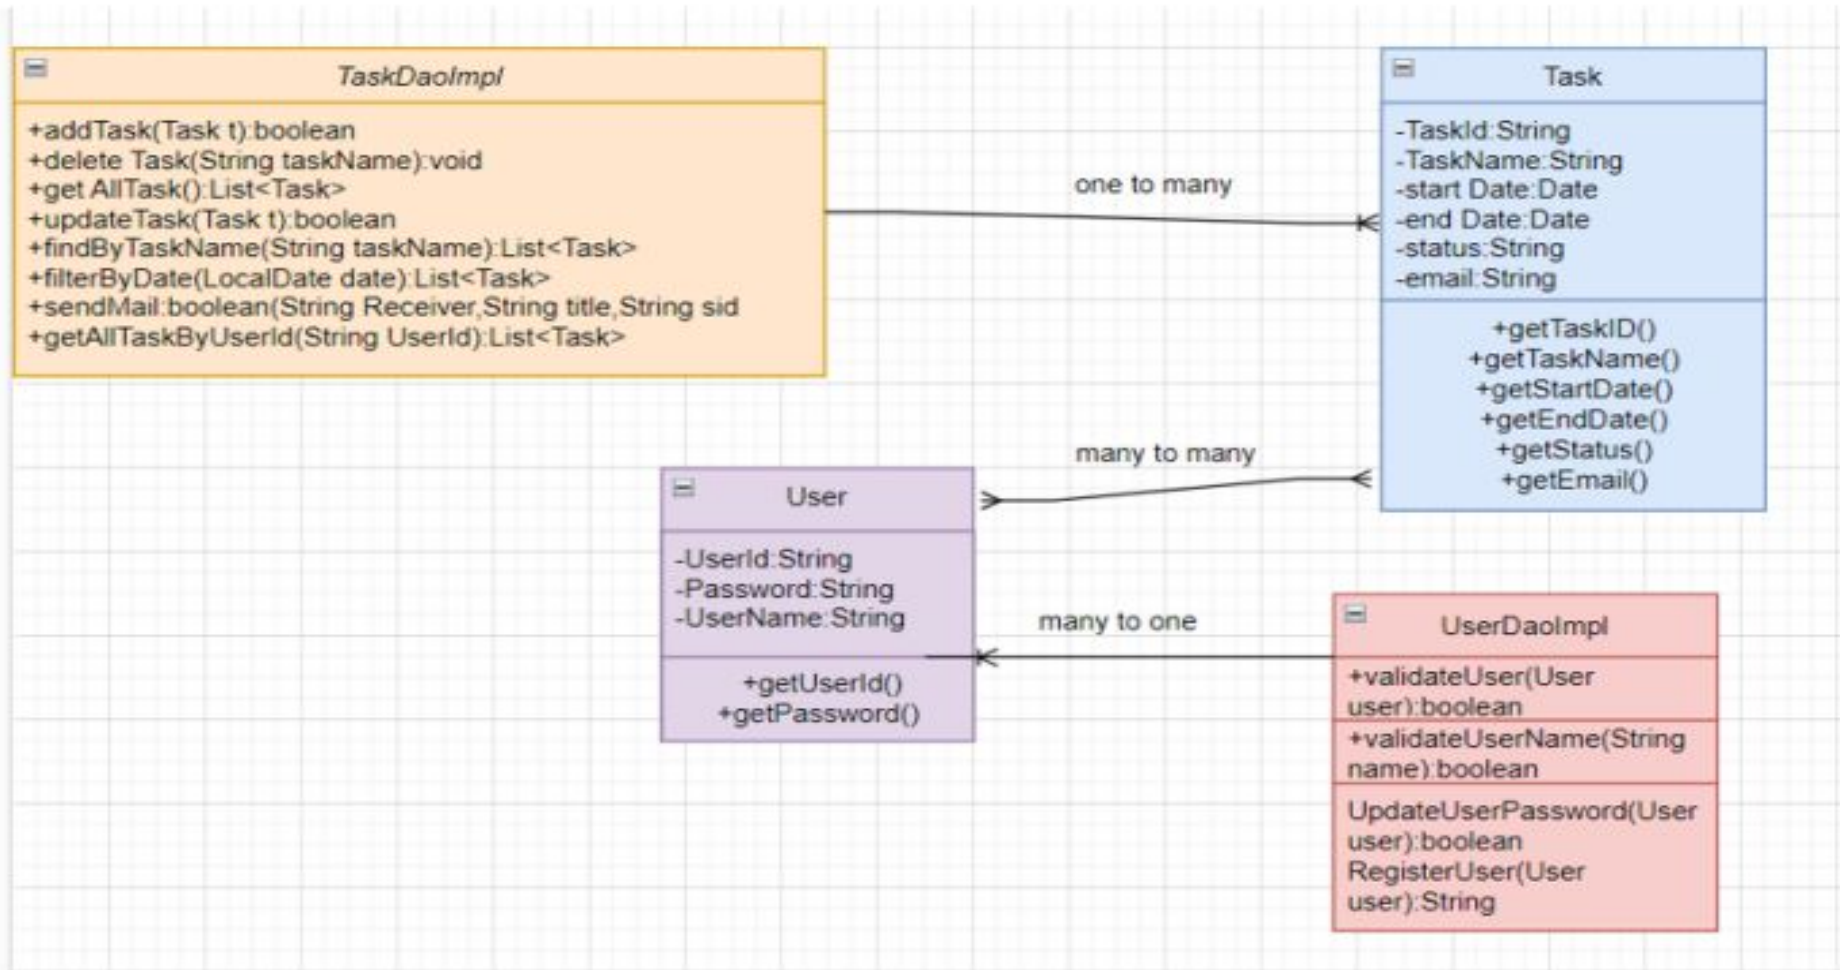 TaskDaoImpl
+addTask(Task t):boolean
+delete Task(String taskName):void
+get AllTask():List<Task>
+updateTask(Task t):boolean
+findByTaskName(String taskName):List<Task>
+filterByDate(LocalDate date):List<Task>
+sendMail:boolean(String Receiver,String title,String sid
+getAllTaskByUserId(String UserId):List<Task>
one to many
Task
-TaskId:String
-TaskName:String
-start Date:Date
-end Date:Date
-status:String
-email:String
+getTaskID()
+getTaskName()
+getStartDate()
+getEndDate()
+getStatus()
+getEmail()
many to many
User
-UserId:String
-Password:String
-UserName:String
+getUserId()
+getPassword()
many to one
UserDaoImpl
+validateUser(User
user):boolean
+validateUserName(String
name):boolean
UpdateUserPassword(User
user):boolean
RegisterUser(User
user):String